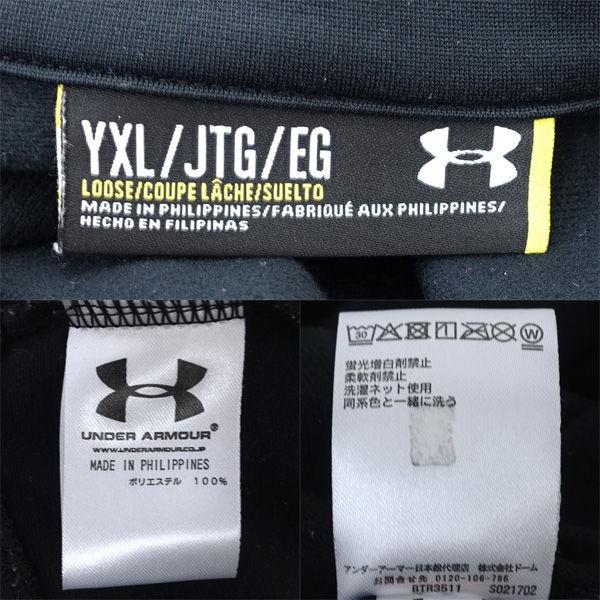 YXL/JTG/EG
LOOSE/COUPE LÂCHE/SUELTO
MADE IN PHILIPPINES/FABRIQUÉ AUX PHILIPPINES/
HECHO EN FILIPINAS
UNDER ARMOUR®
WWW.UNDERARMOUR.CO.JP
MADE IN PHILIPPINES
ポリエステル 100%
30
1
W
蛍光増白剤禁止
柔軟剤禁止
洗濯ネット使用
同系色と一緒に洗う
アンダーアーマー日本総代理店 株式会社ドーム
お問合せ 0120-106-786
BTR3511 S021702